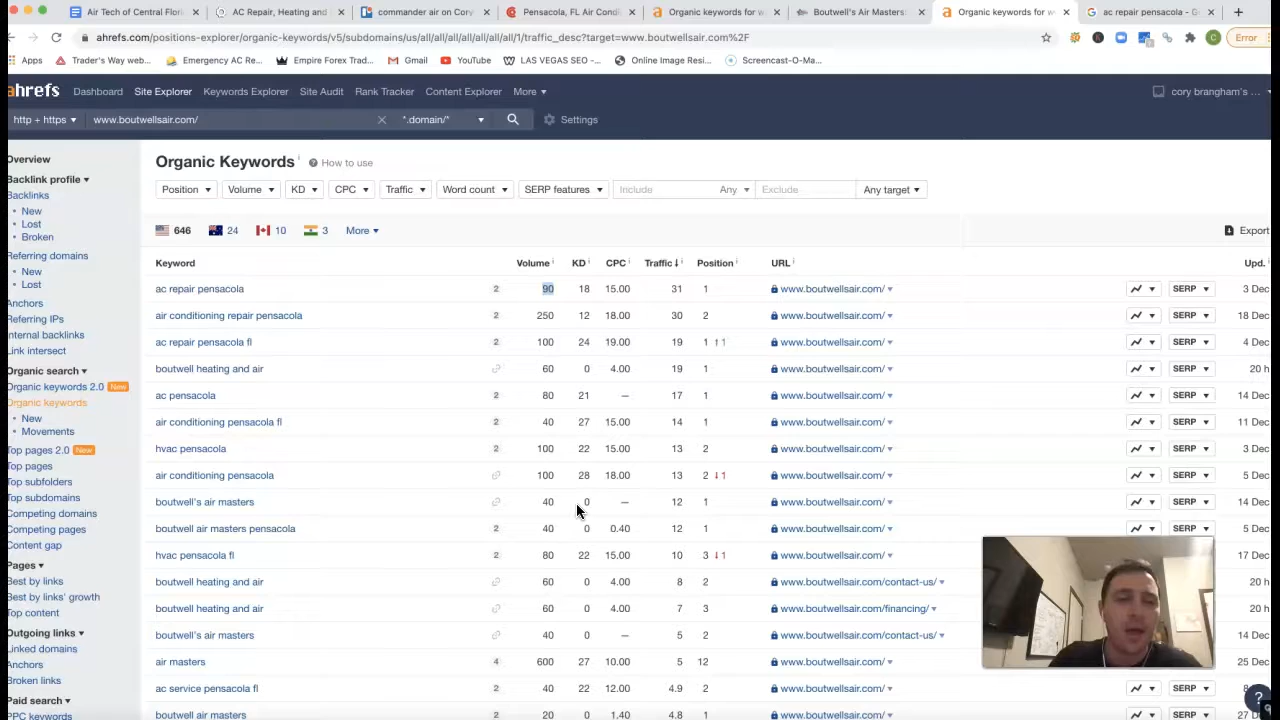 Air Tech of Central Flori
AC Repair, Heating and
commander air on Cory
Pensacola, FL Air Condi
Organic keywords for w
Boutwell's Air Masters:
Organic keywords for w
ac repair pensacola - G
ahrefs.com/positions-explorer/organic-keywords/v5/subdomains/us/all/all/all/all/all/all/1/traffic_desc?target=www.boutwellsair.com%2F
C
Error
Apps
Trader's Way web...
Emergency AC Re...
Empire Forex Trad...
Gmail
YouTube
LAS VEGAS SEO -...
Online Image Resi...
Screencast-O-Ma...
ahrefs Dashboard Site Explorer Keywords Explorer Site Audit Rank Tracker Content Explorer More cory brangham's ...
http + https www.boutwellsair.com/ *.domain/* Settings
Overview
Backlink profile
Backlinks
New
Lost
Broken
Referring domains
New
Lost
Anchors
Referring IPs
nternal backlinks
Link intersect
Organic search
Organic keywords 2.0 New
Organic keywords
New
Movements
Top pages 2.0 New
Top pages
Top subfolders
Top subdomains
Competing domains
Competing pages
Content gap
Pages
Best by links
Best by links' growth
Top content
Outgoing links
Linked domains
Anchors
Broken links
Paid search
PPC keywords
Organic Keywords i ? How to use
Position Volume KD CPC Traffic Word count SERP features Include Any Exclude Any target
646 24 10 3 More Export
Keyword Volume KD CPC Traffic Position URL Upd.
ac repair pensacola 2 90 18 15.00 31 1 www.boutwellsair.com/ SERP 3 Dec
air conditioning repair pensacola 2 250 12 18.00 30 2 www.boutwellsair.com/ SERP 18 Dec
ac repair pensacola fl 2 100 24 19.00 19 1 ↑1 www.boutwellsair.com/ SERP 4 Dec
boutwell heating and air 60 0 4.00 19 1 www.boutwellsair.com/ SERP 20 h
ac pensacola 2 80 21 — 17 1 www.boutwellsair.com/ SERP 14 Dec
air conditioning pensacola fl 2 40 27 15.00 14 1 www.boutwellsair.com/ SERP 11 Dec
hvac pensacola 2 100 22 15.00 13 2 www.boutwellsair.com/ SERP 3 Dec
air conditioning pensacola 100 28 18.00 13 2 ↓1 www.boutwellsair.com/ SERP 5 Dec
boutwell's air masters 40 0 — 12 1 www.boutwellsair.com/ SERP 14 Dec
boutwell air masters pensacola 2 40 0 0.40 12 1 www.boutwellsair.com/ SERP 5 Dec
hvac pensacola fl 2 80 22 15.00 10 3 ↓1 www.boutwellsair.com/ SERP 17 Dec
boutwell heating and air 60 0 4.00 8 2 www.boutwellsair.com/contact-us/ 20 h
boutwell heating and air 60 0 4.00 7 3 www.boutwellsair.com/financing/ 20 h
boutwell's air masters 40 0 — 5 2 www.boutwellsair.com/contact-us/ 14 Dec
air masters 4 600 27 10.00 5 12 www.boutwellsair.com/ 25 Dec
ac service pensacola fl 2 40 22 12.00 4.9 2 www.boutwellsair.com/ SERP
boutwell air masters 2 20 0 1.40 4.8 1 www.boutwellsair.com/ SERP 27 Dec
?